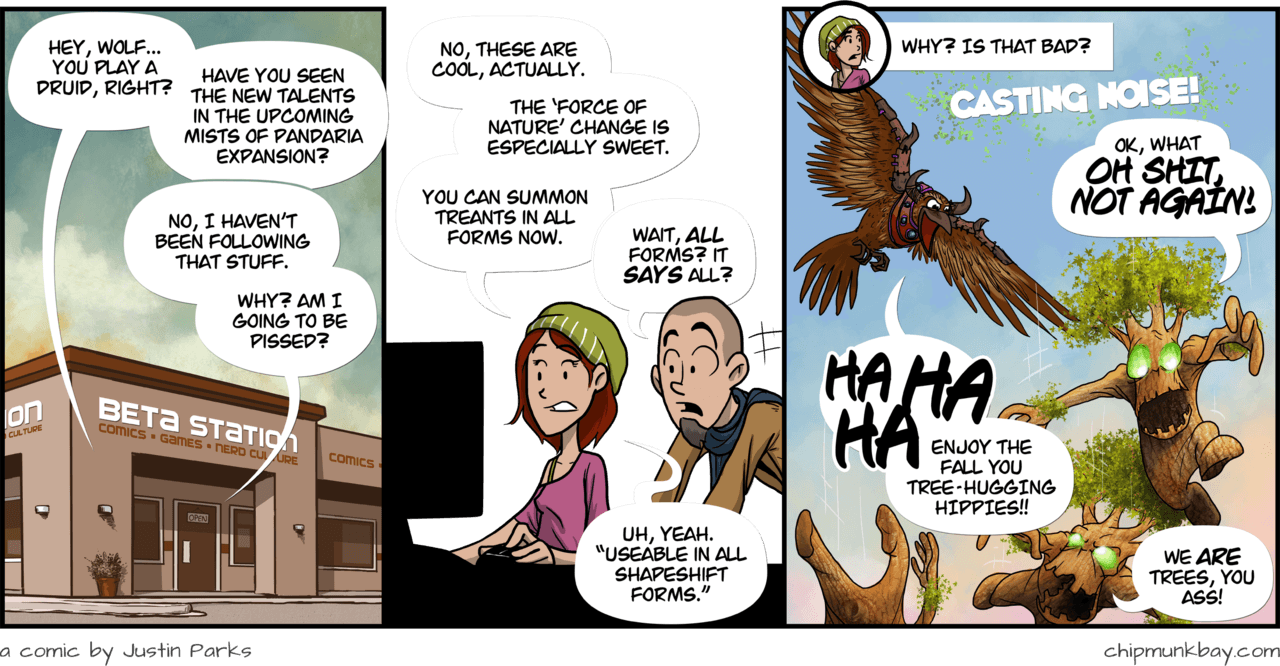 HEY, WOLF...
YOU PLAY A
DRUID, RIGHT?
HAVE YOU SEEN
THE NEW TALENTS
IN THE UPCOMING
MISTS OF PANDARIA
EXPANSION?
NO, I HAVEN'T
BEEN FOLLOWING
THAT STUFF.
WHY? AM I
GOING TO BE
PISSED?
ION
CULTURE
BETA STATION
COMICS • GAMES • NERD CULTURE
COMICS •
OPEN
NO, THESE ARE
COOL, ACTUALLY.
THE 'FORCE OF
NATURE' CHANGE IS
ESPECIALLY SWEET.
YOU CAN SUMMON
TREANTS IN ALL
FORMS NOW.
WAIT, ALL
FORMS? IT
SAYS ALL?
UH, YEAH.
"USEABLE IN ALL
SHAPESHIFT
FORMS."
WHY? IS THAT BAD?
CASTING NOISE!
OK, WHAT
OH SHIT,
NOT AGAIN!
HA HA
HA
ENJOY THE
FALL YOU
TREE-HUGGING
HIPPIES!!
WE ARE
TREES, YOU
ASS!
a comic by Justin Parks
chipmunkbay.com